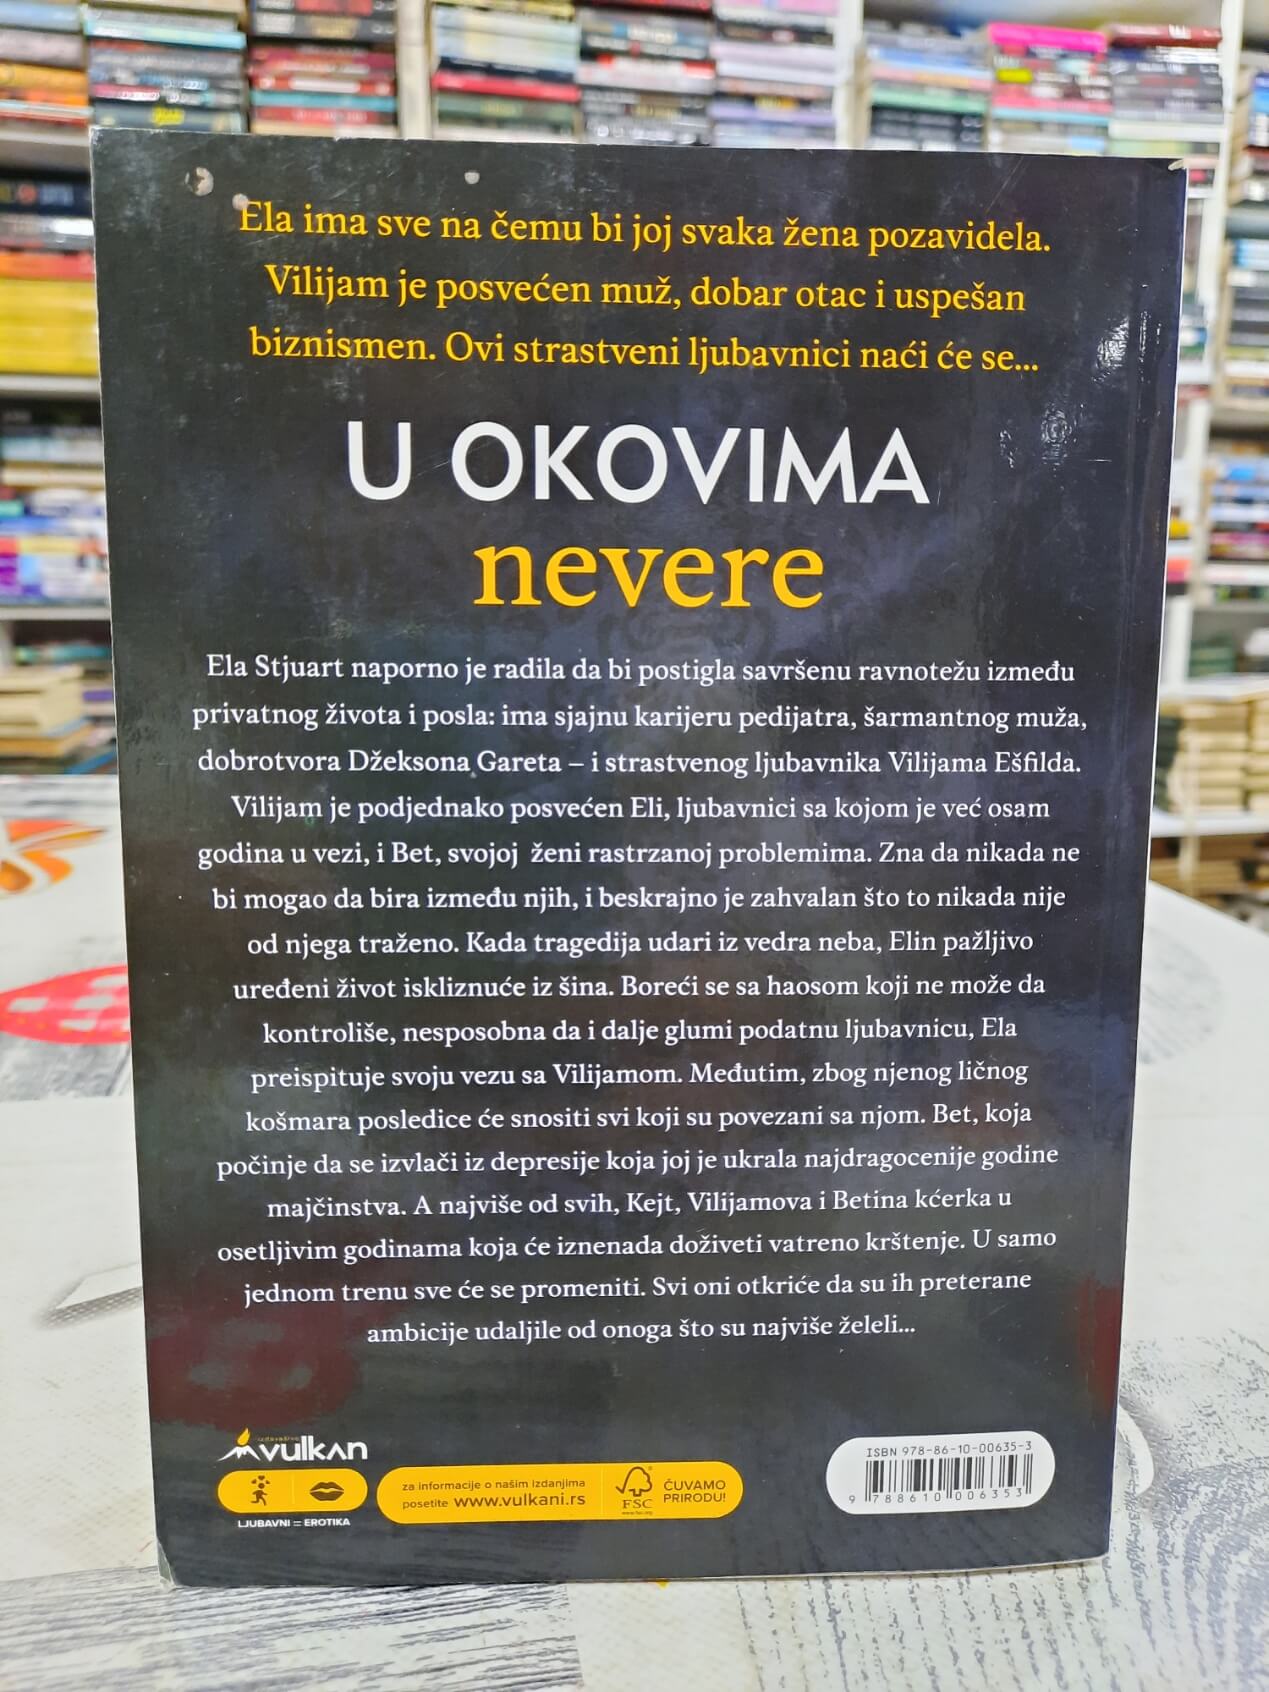 Ela ima sve na čemu bi joj svaka žena pozavidela.
Vilijam je posvećen muž, dobar otac i uspešan
biznismen. Ovi strastveni ljubavnici naći će se...
U OKOVIMA
nevere
Ela Stjuart naporno je radila da bi postigla savršenu ravnotežu između
privatnog života i posla: ima sjajnu karijeru pedijatra, šarmantnog muža,
dobrotvora Džeksona Gareta – i strastvenog ljubavnika Vilijama Ešfilda.
Vilijam je podjednako posvećen Eli, ljubavnici sa kojom je već osam
godina u vezi, i Bet, svojoj ženi rastrzanoj problemima. Zna da nikada ne
bi mogao da bira između njih, i beskrajno je zahvalan što to nikada nije
od njega traženo. Kada tragedija udari iz vedra neba, Elin pažljivo
uređeni život iskliznuće iz šina. Boreći se sa haosom koji ne može da
kontroliše, nesposobna da i dalje glumi podatnu ljubavnicu, Ela
preispituje svoju vezu sa Vilijamom. Međutim, zbog njenog ličnog
košmara posledice će snositi svi koji su povezani sa njom. Bet, koja
počinje da se izvlači iz depresije koja joj je ukrala najdragocenije godine
majčinstva. A najviše od svih, Kejt, Vilijamova i Betina kćerka u
osetljivim godinama koja će iznenada doživeti vatreno krštenje. U samo
jednom trenu sve će se promeniti. Svi oni otkriće da su ih preterane
ambicije udaljile od onoga što su najviše želeli...
izdavaštvo
vulkan
LJUBAVNI :: EROTIKA
za informacije o našim izdanjima
posetite www.vulkani.rs
FSC
www.fsc.org
ČUVAMO
PRIRODU!
ISBN 978-86-10-00635-3
9 788610 006353